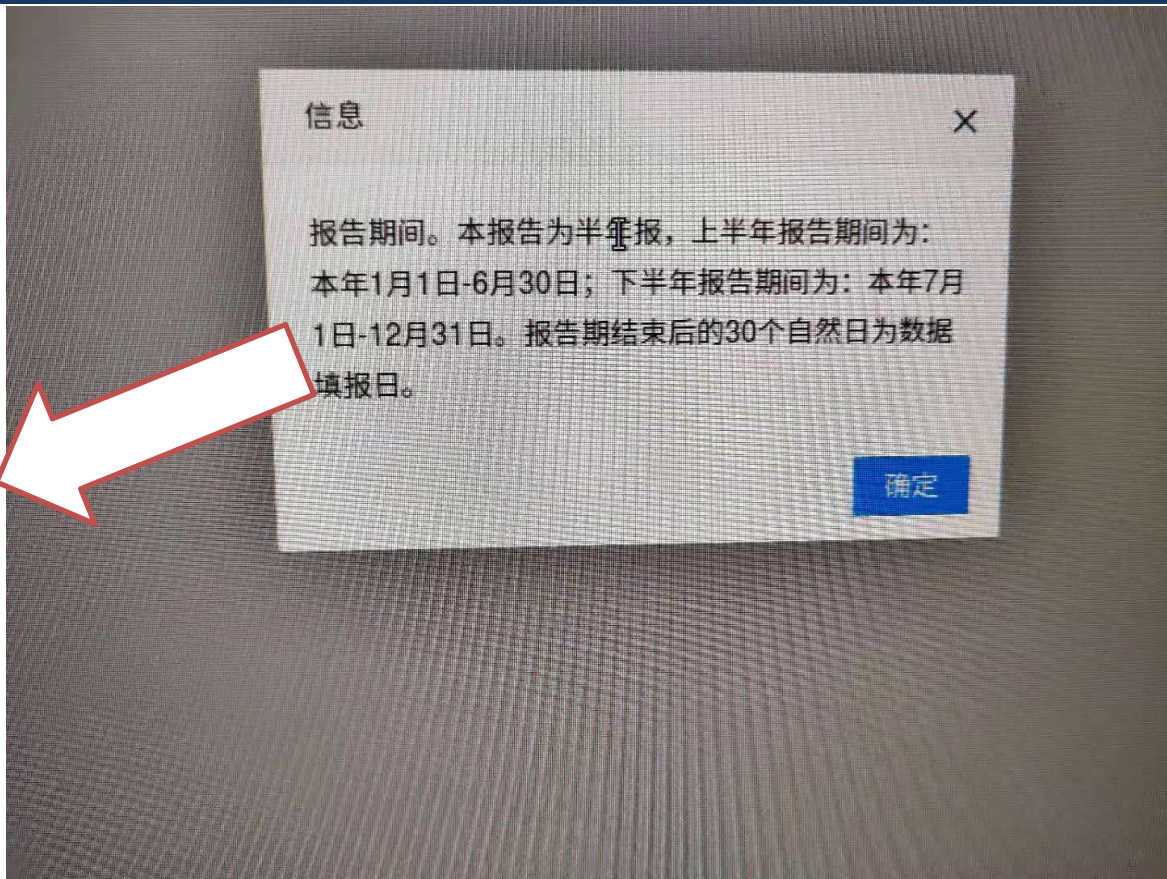 信息
报告期间。本报告为半年报，上半年报告期间为：
本年1月1日-6月30日；下半年报告期间为：本年7月
1日-12月31日。报告期结束后的30个自然日为数据
填报日。
确定